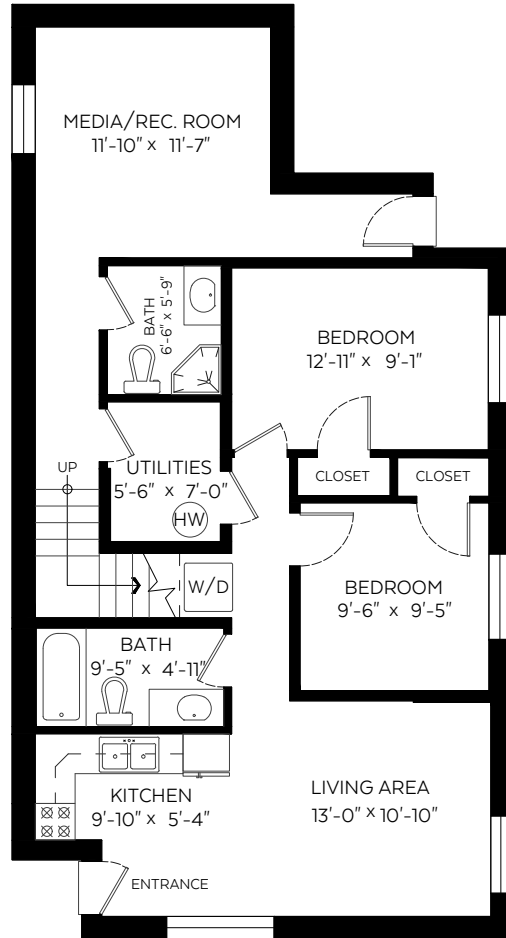 MEDIA/REC. ROOM
11'-10" x 11'-7"
BATH
6'-6" x 5'-9"
BEDROOM
12'-11" x 9'-1"
UP
UTILITIES
5'-6" x 7'-0"
HW
CLOSET
CLOSET
W/D
BEDROOM
9'-6" x 9'-5"
BATH
9'-5" x 4'-11"
KITCHEN
9'-10" x 5'-4"
LIVING AREA
13'-0" x 10'-10"
ENTRANCE